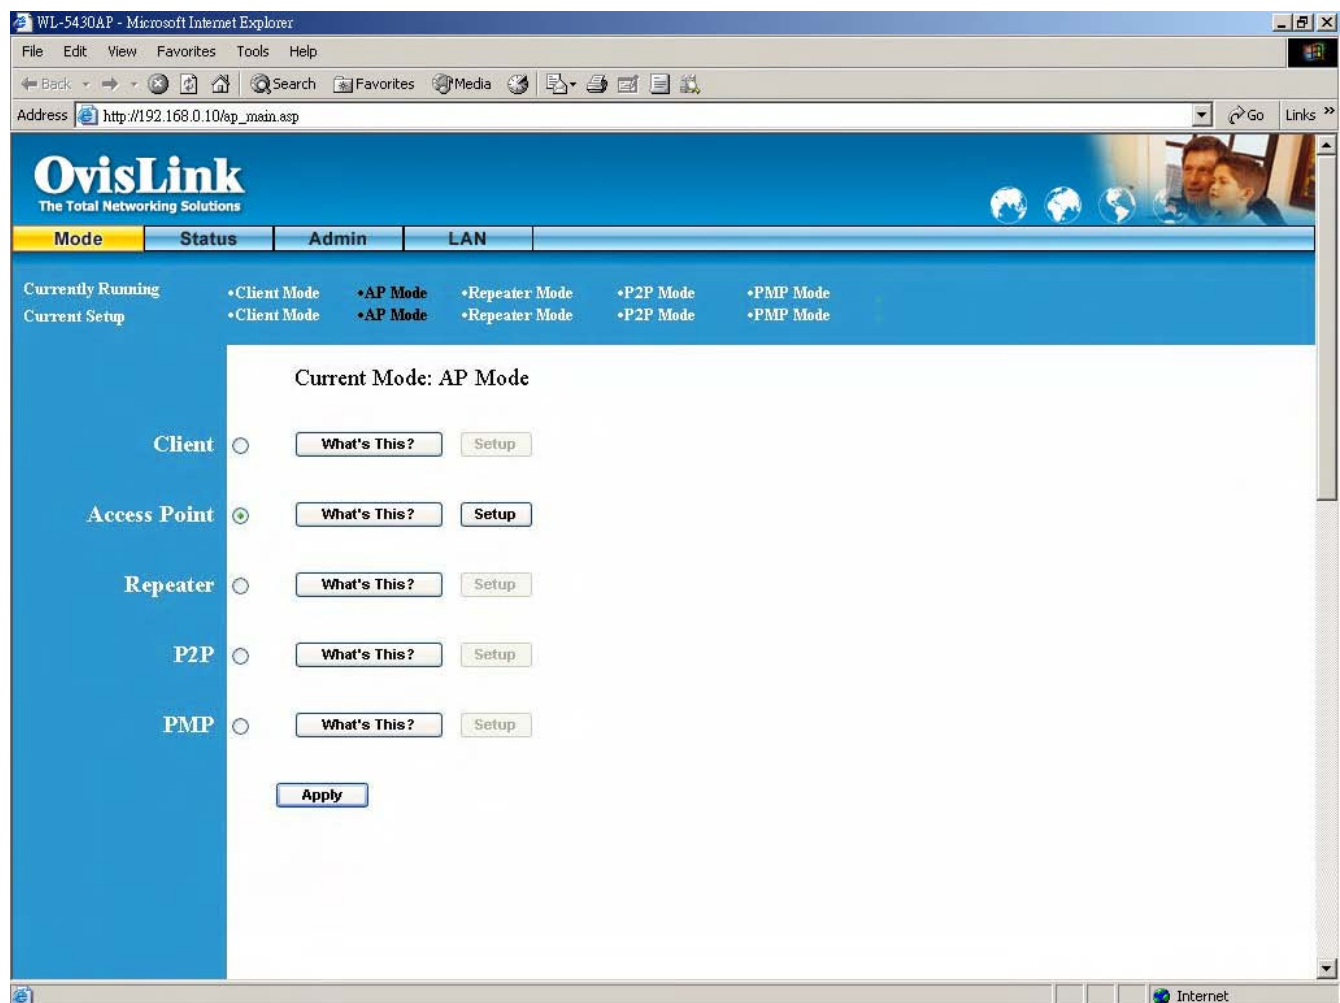 WL-5430AP - Microsoft Internet Explorer
File Edit View Favorites Tools Help
Back Search Favorites Media
Address http://192.168.0.10/ap_main.asp Go Links »
OvisLink
The Total Networking Solutions
Mode Status Admin LAN
Currently Running •Client Mode •AP Mode •Repeater Mode •P2P Mode •PMP Mode
Current Setup •Client Mode •AP Mode •Repeater Mode •P2P Mode •PMP Mode
Current Mode: AP Mode
Client What's This? Setup
Access Point What's This? Setup
Repeater What's This? Setup
P2P What's This? Setup
PMP What's This? Setup
Apply
Internet